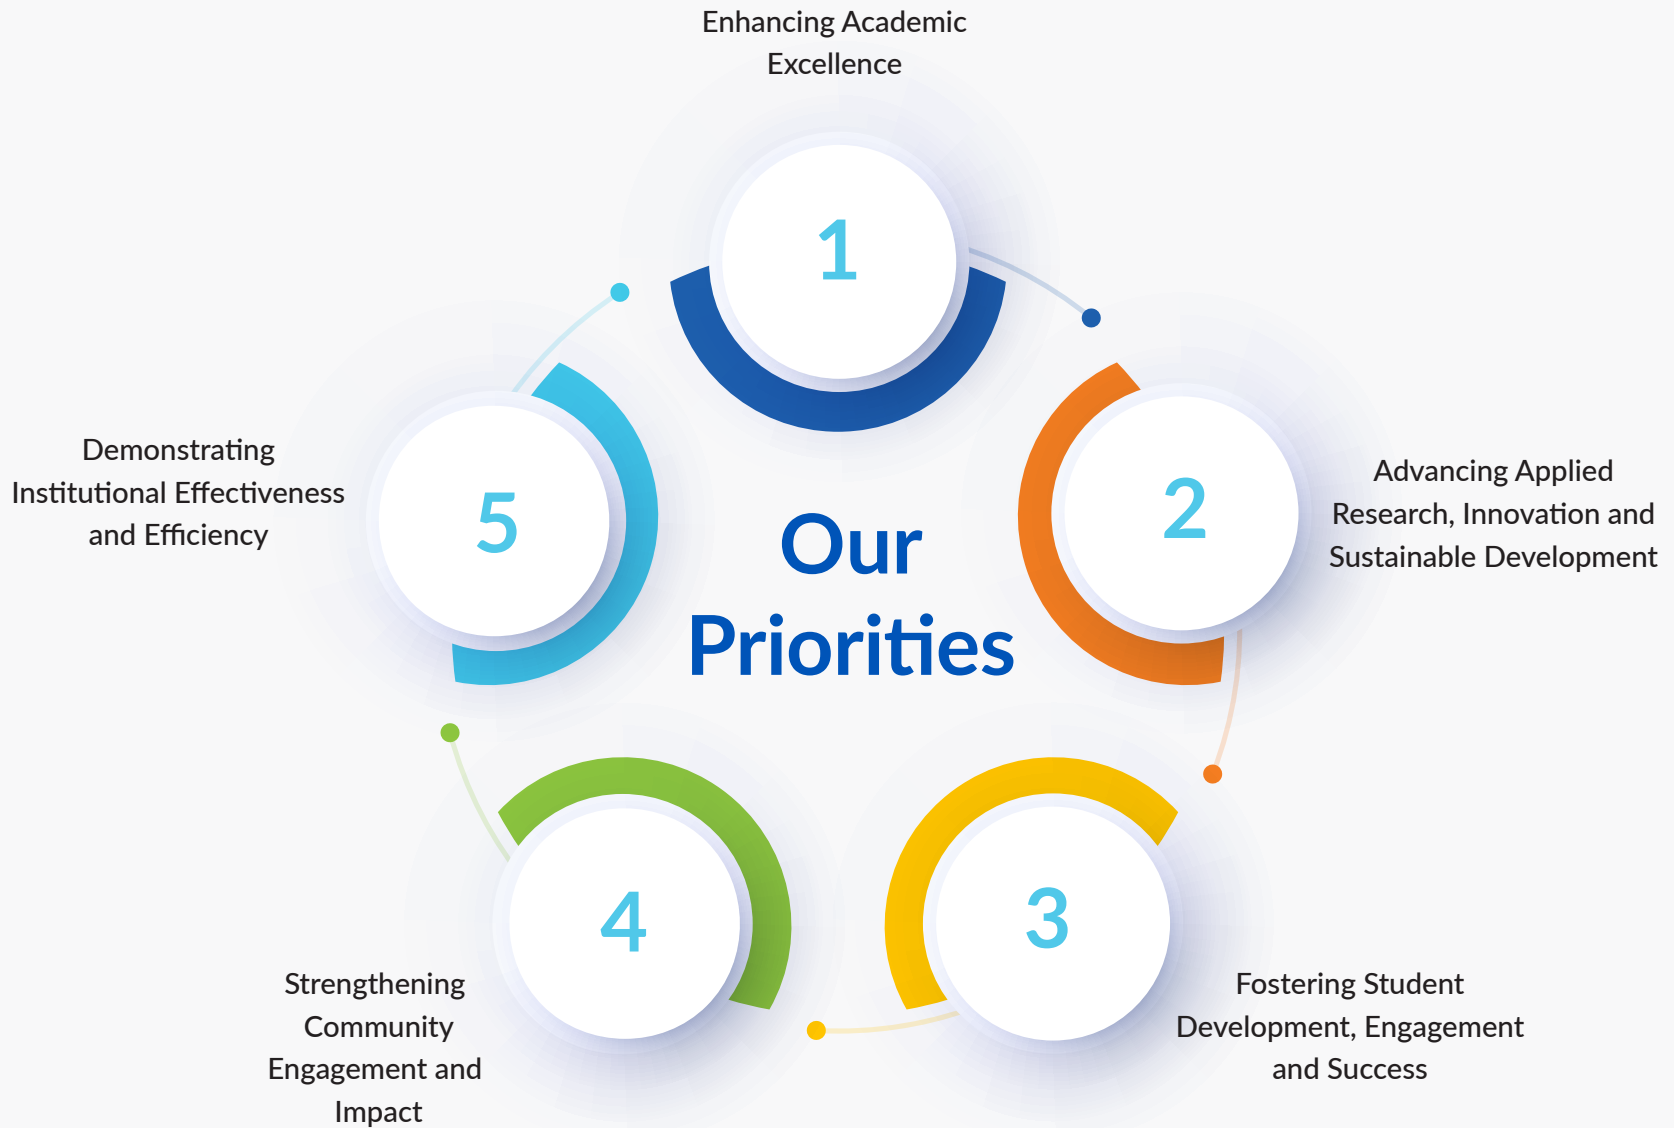 Enhancing Academic
Excellence
1
2
Advancing Applied
Research, Innovation and
Sustainable Development
3
Fostering Student
Development, Engagement
and Success
4
Strengthening
Community
Engagement and
Impact
5
Demonstrating
Institutional Effectiveness
and Efficiency
Our
Priorities